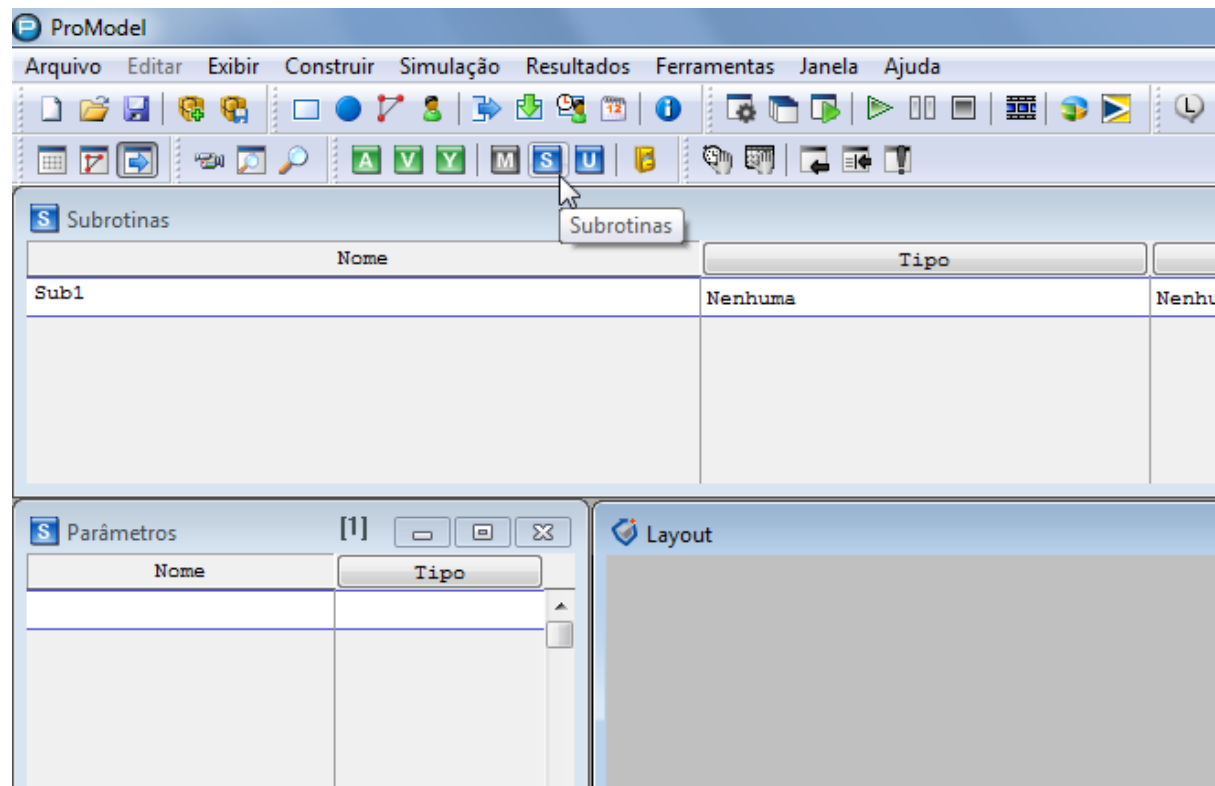 ProModel
Arquivo Editar Exibir Construir Simulação Resultados Ferramentas Janela Ajuda
12
A V Y M S U
S Subrotinas
Subrotinas
Nome Tipo
Sub1 Nenhuma Nenhu
S Parâmetros [1]
Layout
Nome Tipo